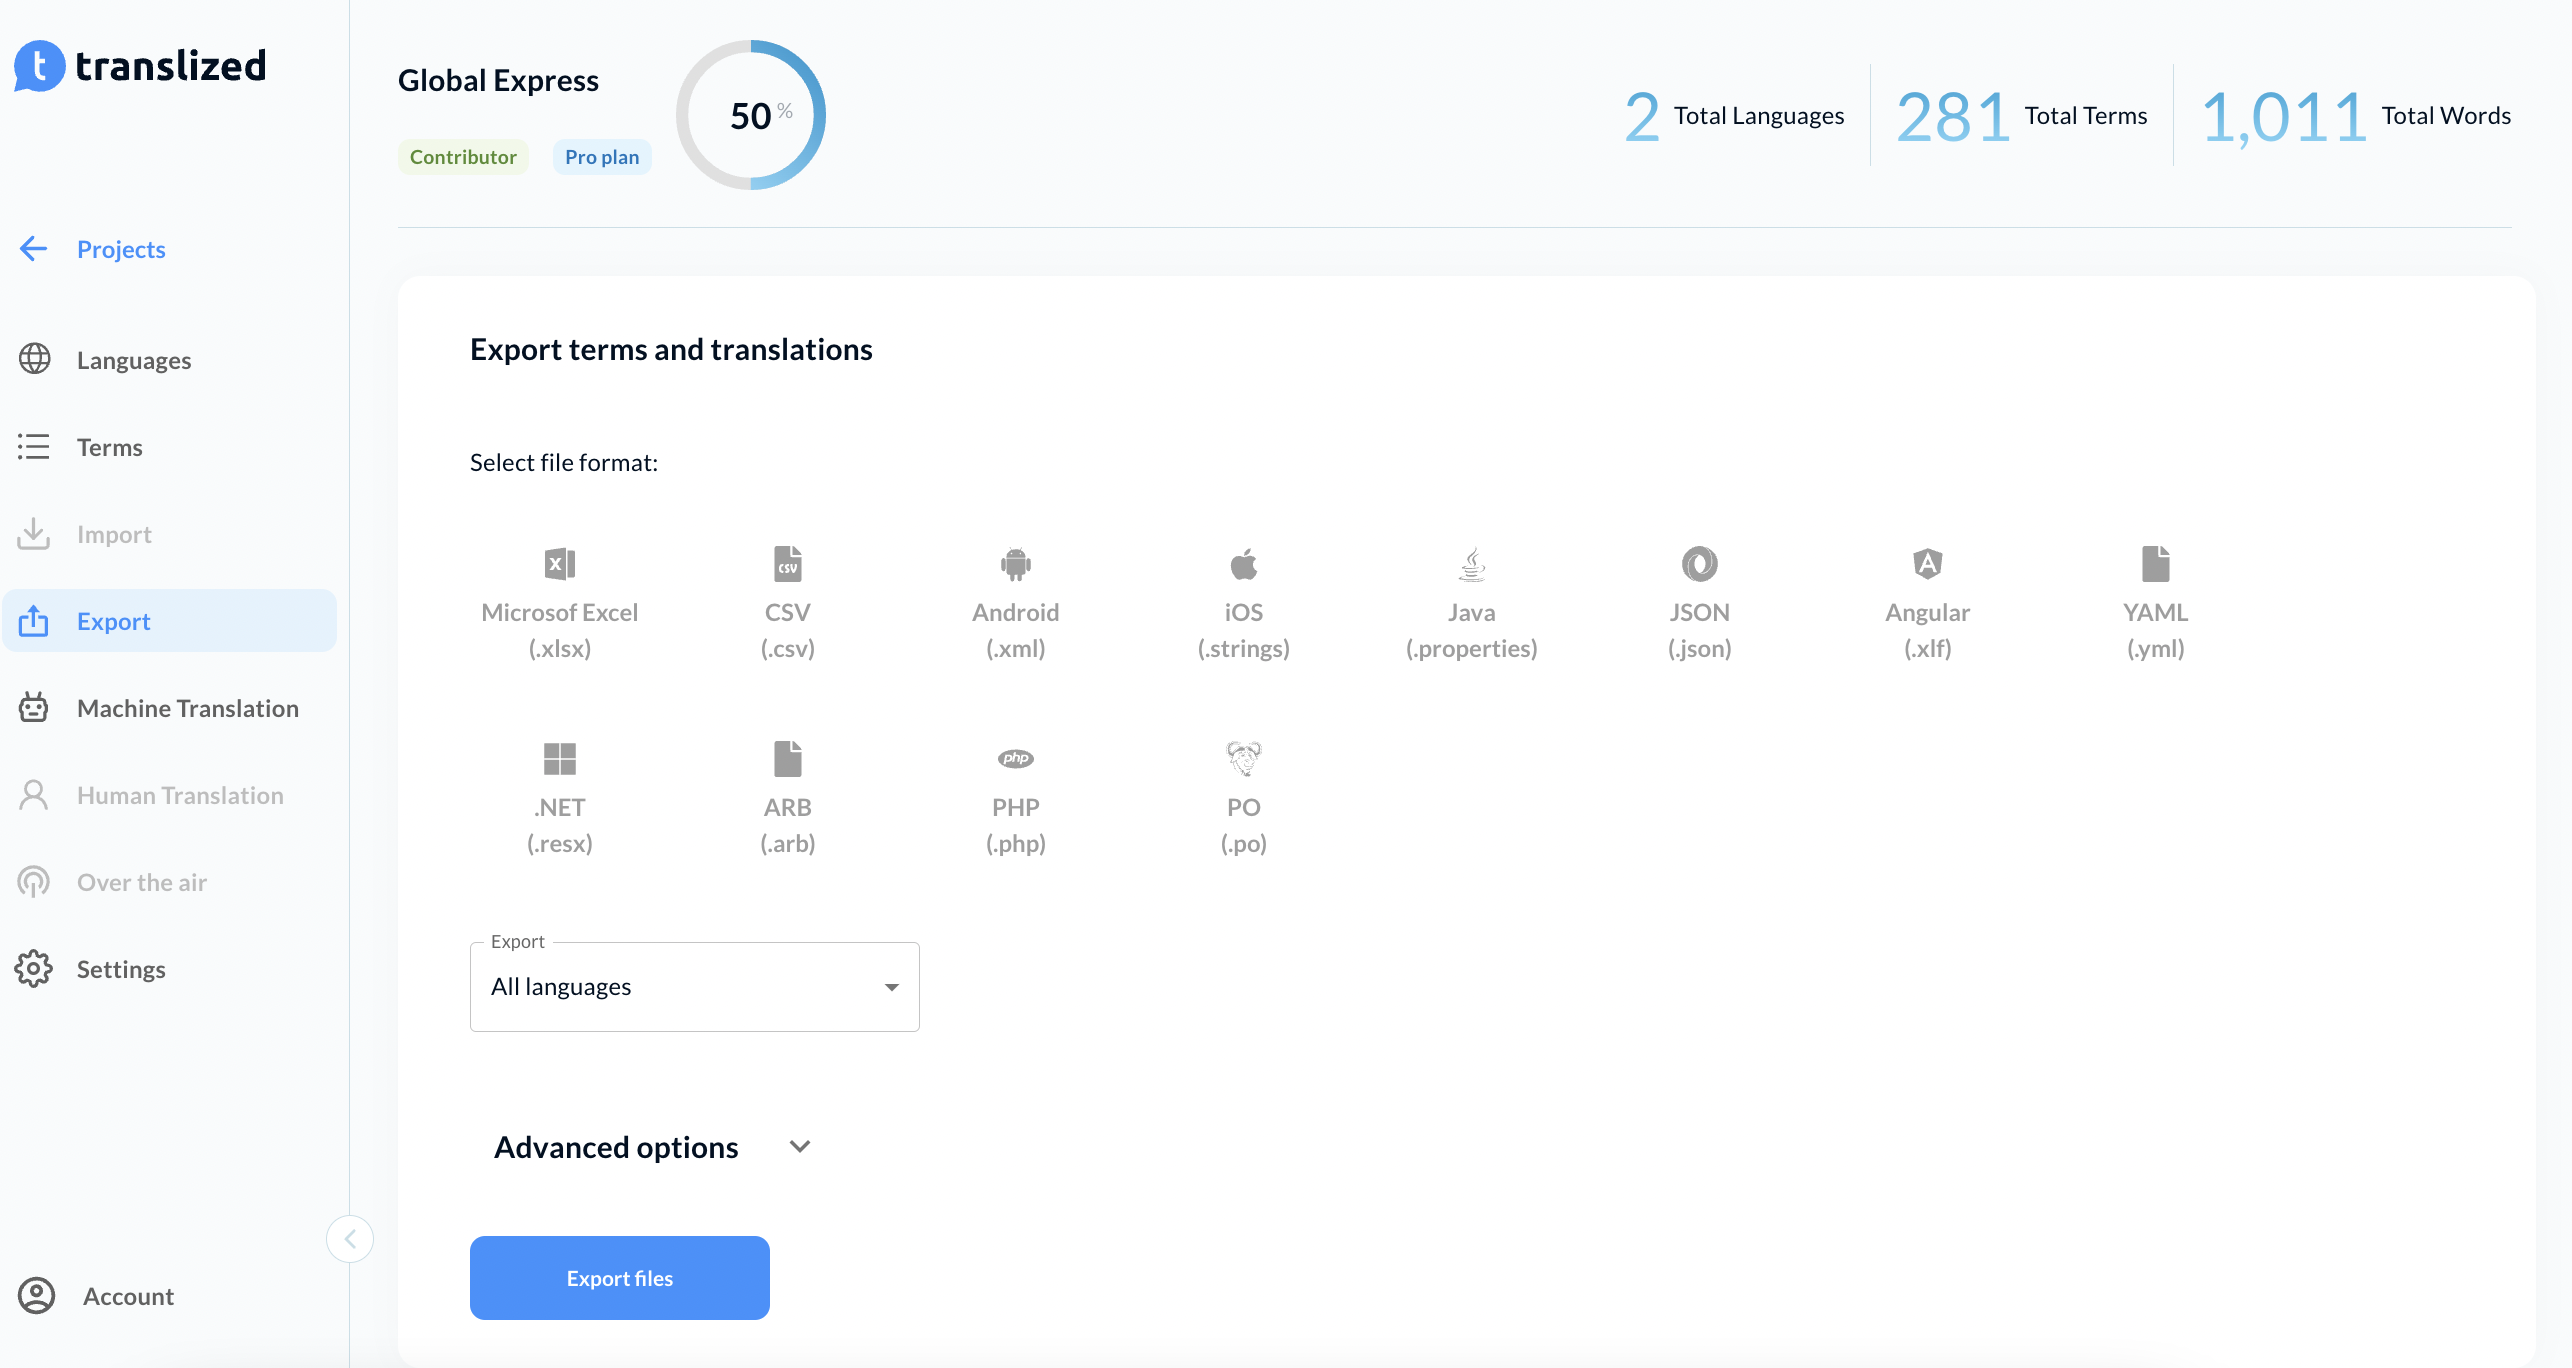 translized
Projects
Languages
Terms
Import
Export
Machine Translation
Human Translation
Over the air
Settings
Account
Global Express
Contributor
Pro plan
50 %
2 Total Languages
281 Total Terms
1,011 Total Words
Export terms and translations
Select file format:
Microsof Excel
(.xlsx)
CSV
CSV
(.csv)
Android
(.xml)
iOS
(.strings)
Java
(.properties)
JSON
(.json)
Angular
(.xlf)
YAML
(.yml)
.NET
(.resx)
ARB
(.arb)
php
PHP
(.php)
PO
(.po)
Export
All languages
Advanced options
Export files